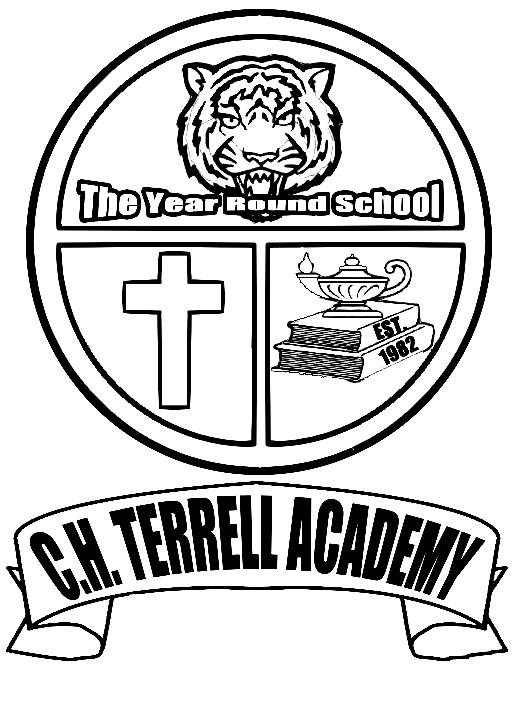 The Year Round School
EST.
1982
C.H. TERRELL ACADEMY